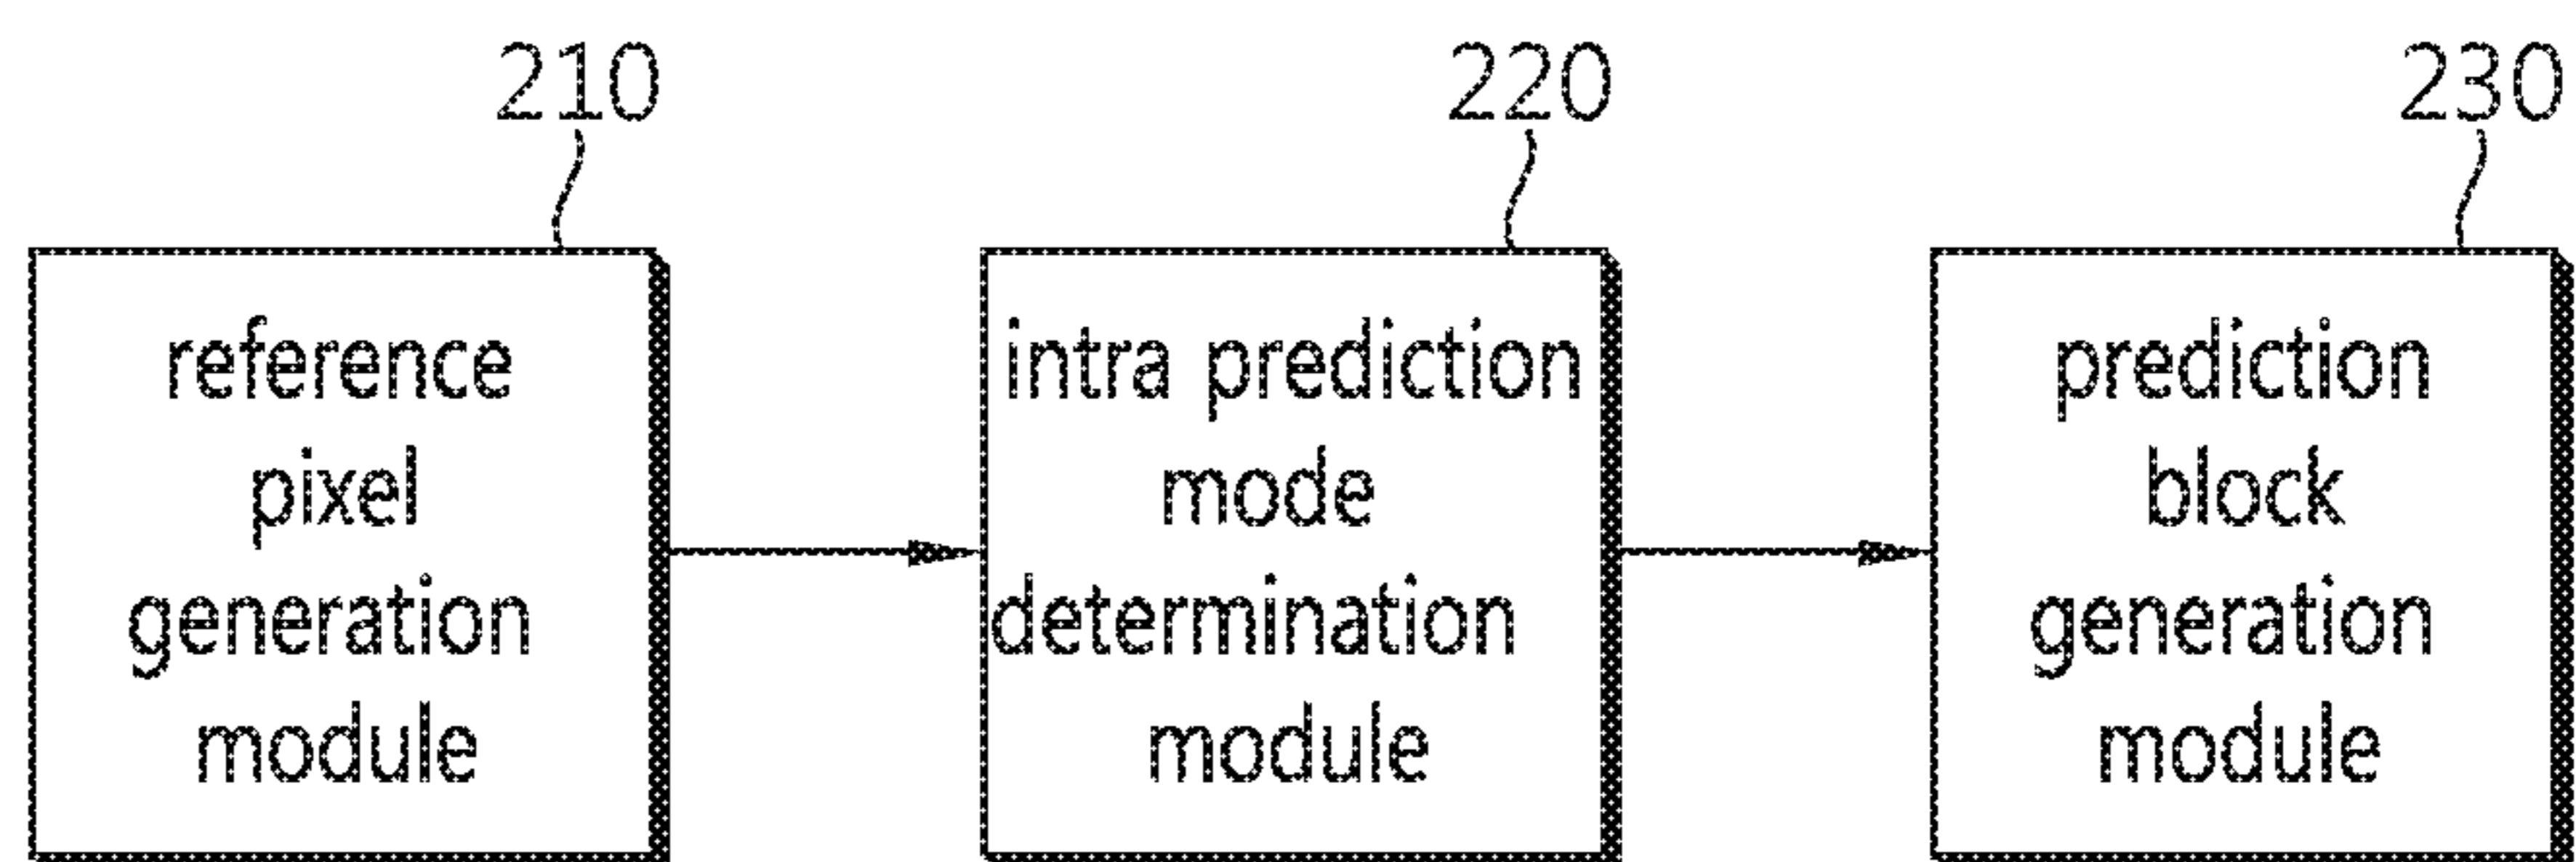 210
220
230
reference
pixel
generation
module
intra prediction
mode
determination
module
prediction
block
generation
module